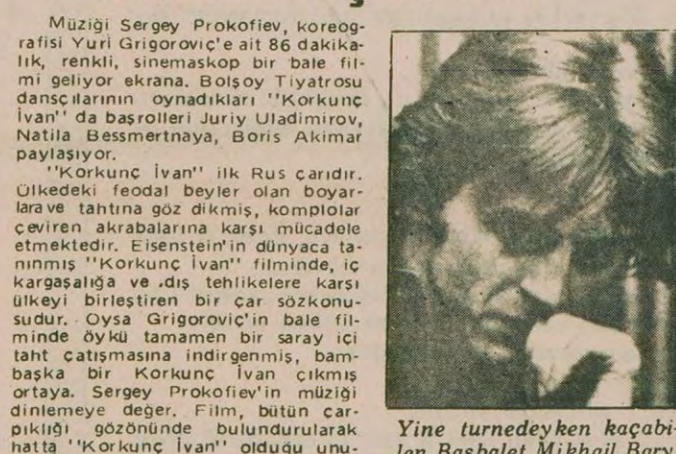 Müziği Sergey Prokofiev, koreog-
rafisi Yuri Grigoroviç'e ait 86 dakika-
lık, renkli, sinemaskop bir bale fil-
mi geliyor ekrana. Bolşoy Tiyatrosu
dansçılarının oynadıkları "Korkunç
İvan" da başrolleri Juriy Uladimirov,
Natila Bessmertnaya, Boris Akimar
paylaşıyor.
"Korkunç İvan" ilk Rus çarıdır.
Ülkedeki feodal beyler olan boyar-
lara ve tahtına göz dikmiş, komplolar
çeviren akrabalarına karşı mücadele
etmektedir. Eisenstein'in dünyaca ta-
nınmış "Korkunç İvan" filminde, iç
kargaşalığa ve .dış tehlikelere karşı
ülkeyi birleştiren bir çar sözkonu-
sudur. Oysa Grigoroviç'in bale fil-
minde öykü tamamen bir saray içi
taht çatışmasına indirgenmiş, bam-
başka bir Korkunç İvan çıkmış
ortaya. Sergey Prokofiev'in müziği
dinlemeye değer. Film, bütün çar-
pıklığı gözönünde bulundurularak
hatta "Korkunç İvan" olduğu unu-
Yine turnedeyken kaçabi-
len Başbalet Mikhail Bary